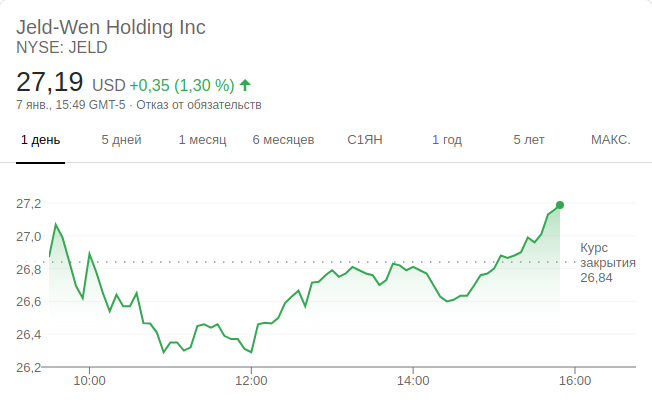 Jeld-Wen Holding Inc
NYSE: JELD
27,19 USD +0,35 (1,30 %)
7 янв., 15:49 GMT-5 · Отказ от обязательств
1 день 5 дней 1 месяц 6 месяцев С1ЯН 1 год 5 лет МАКС.
27,2
27,0
26,8
26,6
26,4
26,2
Курс
закрытия
26,84
10:00 12:00 14:00 16:00